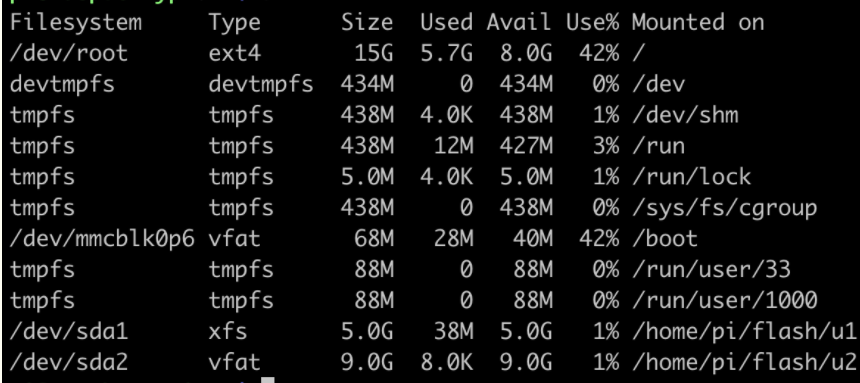 Filesystem     Type      Size  Used Avail Use% Mounted on
/dev/root      ext4       15G  5.7G  8.0G  42% /
devtmpfs       devtmpfs  434M     0  434M   0% /dev
tmpfs          tmpfs     438M  4.0K  438M   1% /dev/shm
tmpfs          tmpfs     438M   12M  427M   3% /run
tmpfs          tmpfs     5.0M  4.0K  5.0M   1% /run/lock
tmpfs          tmpfs     438M     0  438M   0% /sys/fs/cgroup
/dev/mmcblk0p6 vfat       68M   28M   40M  42% /boot
tmpfs          tmpfs      88M     0   88M   0% /run/user/33
tmpfs          tmpfs      88M     0   88M   0% /run/user/1000
/dev/sda1      xfs       5.0G   38M  5.0G   1% /home/pi/flash/u1
/dev/sda2      vfat      9.0G  8.0K  9.0G   1% /home/pi/flash/u2